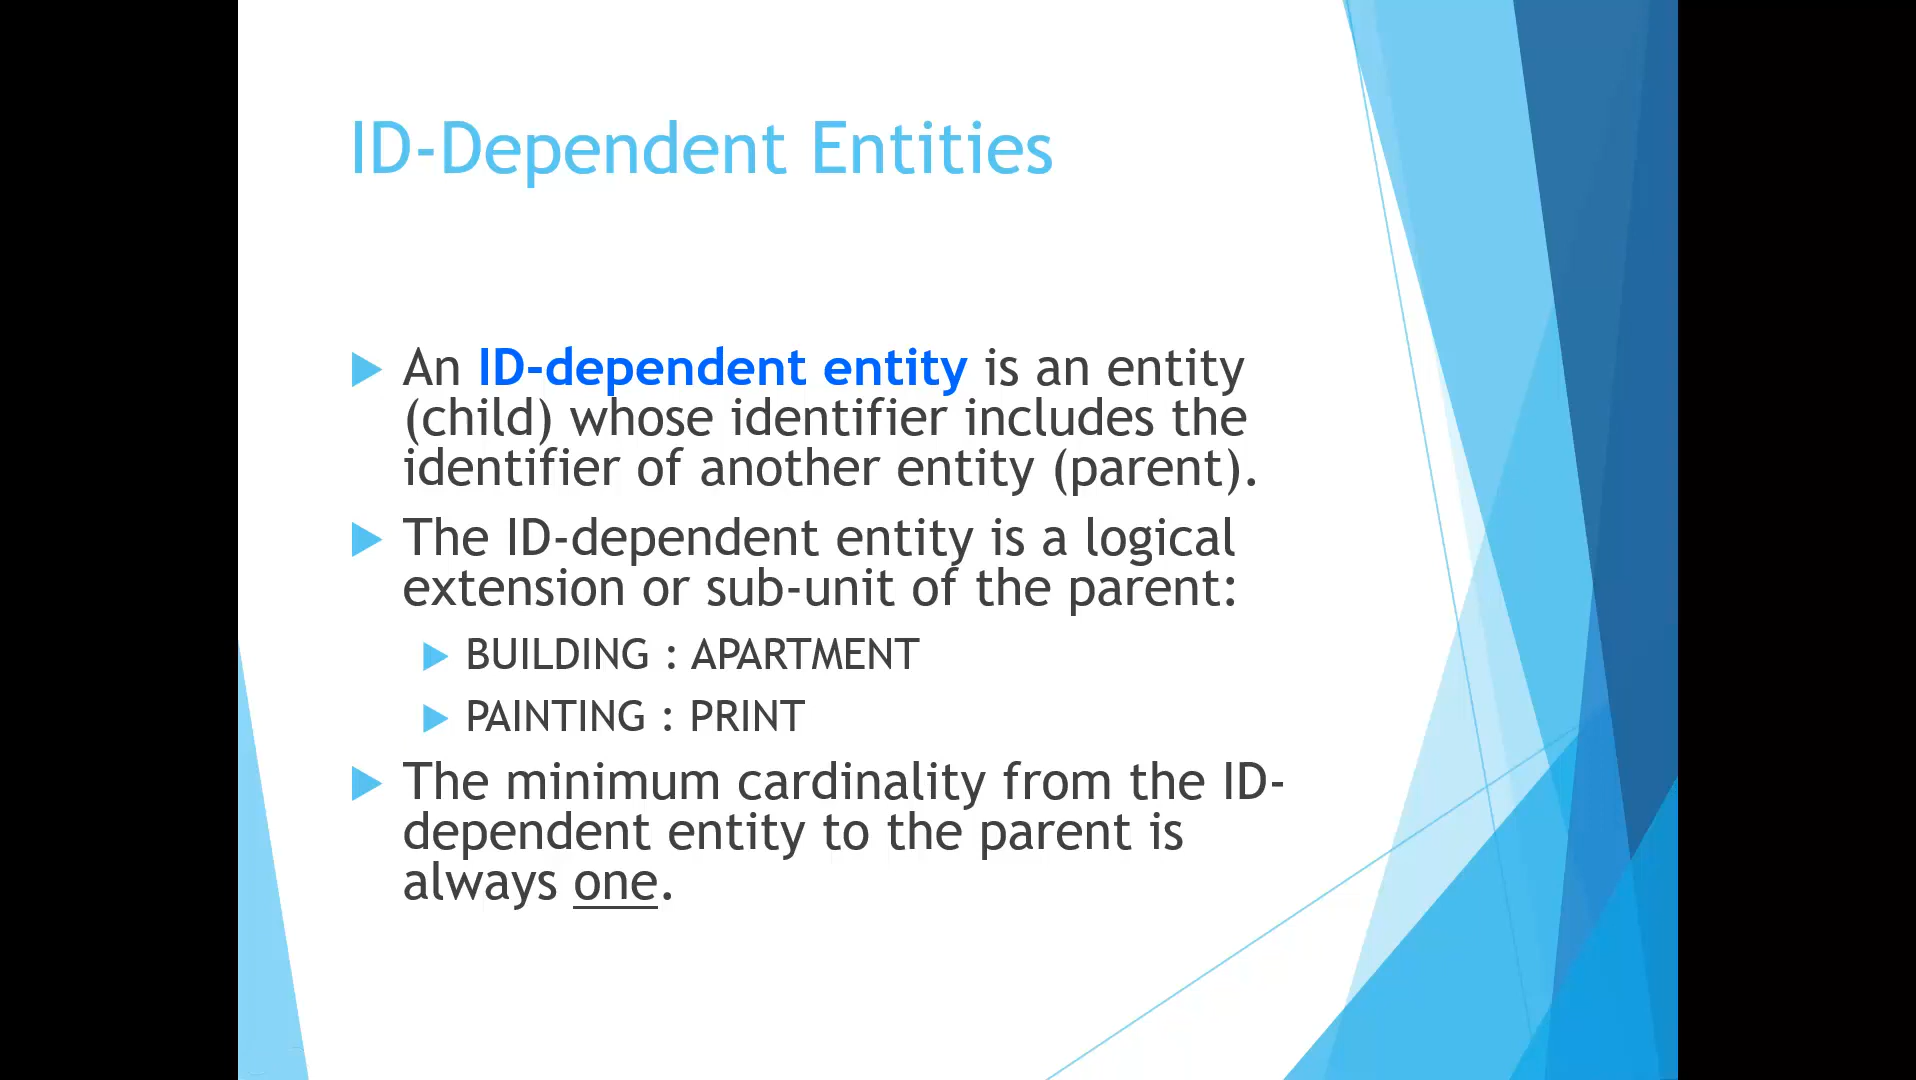 ID-Dependent Entities
An ID-dependent entity is an entity
(child) whose identifier includes the
identifier of another entity (parent).
The ID-dependent entity is a logical
extension or sub-unit of the parent:
BUILDING : APARTMENT
PAINTING : PRINT
The minimum cardinality from the ID-
dependent entity to the parent is
always one.